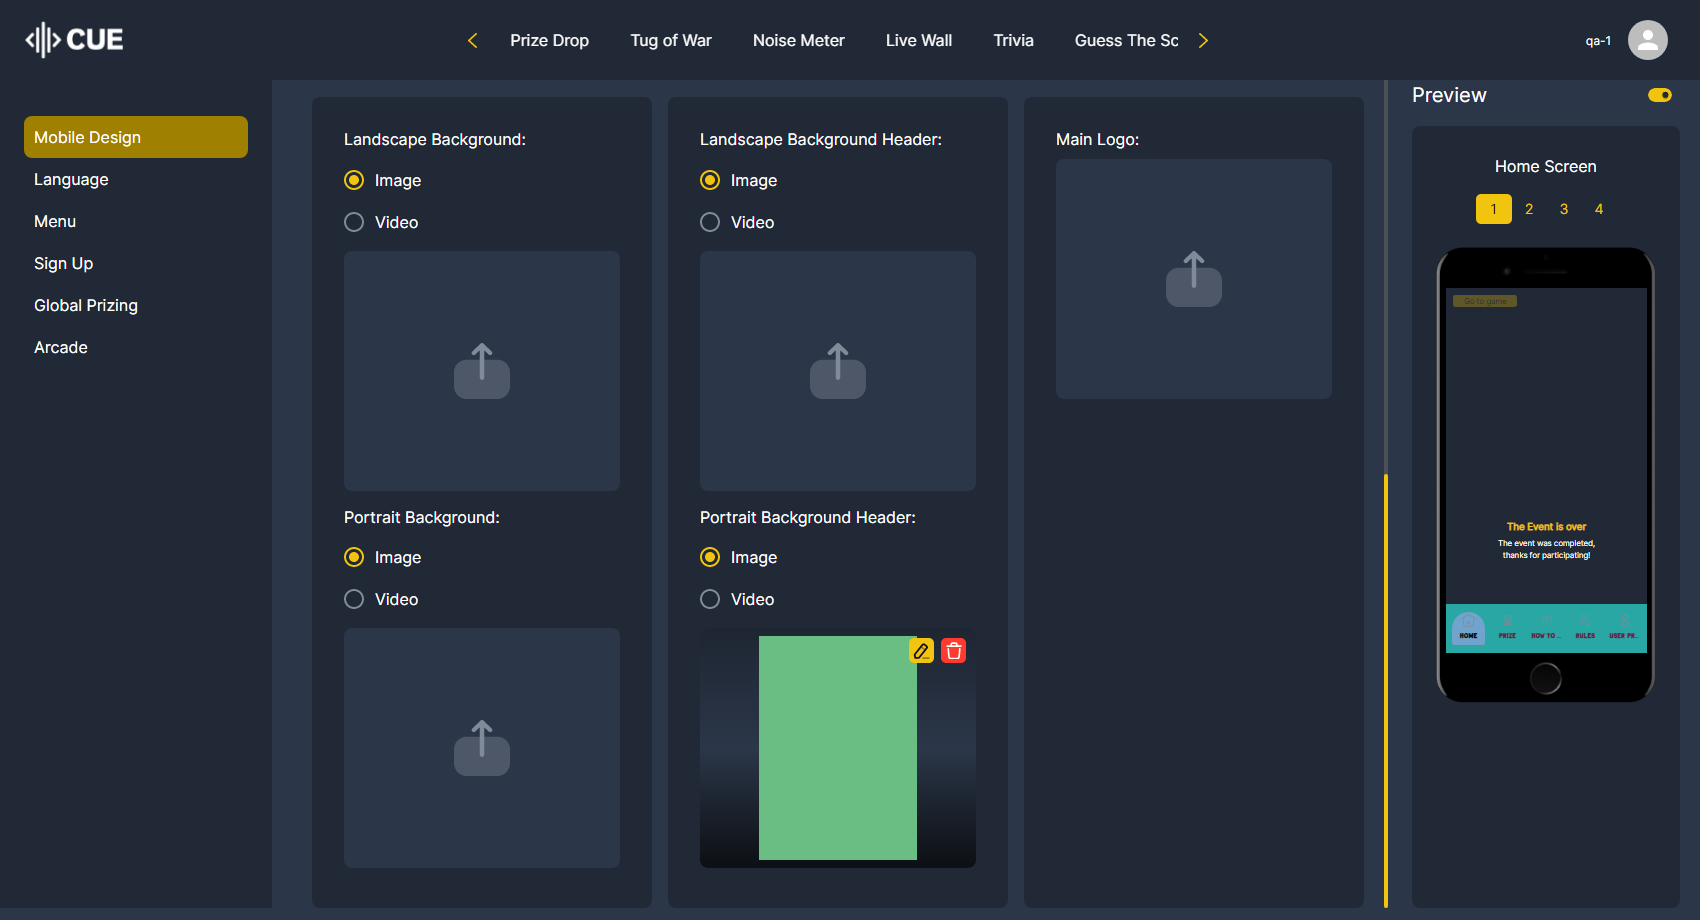 CUE
Prize Drop
Tug of War
Noise Meter
Live Wall
Trivia
Guess The Sc
qa-1
Mobile Design
Language
Menu
Sign Up
Global Prizing
Arcade
Landscape Background:
Image
Video
Portrait Background:
Image
Video
Landscape Background Header:
Image
Video
Portrait Background Header:
Image
Video
Main Logo:
Preview
Home Screen
1 2 3 4
Go to game
The Event is over
The event was completed,
thanks for participating!
HOME PRIZE HOW TO ... RULES USER PR...